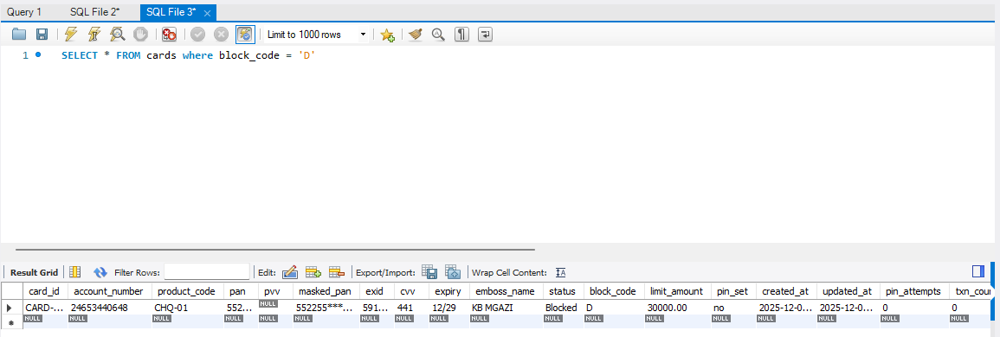 Query 1 SQL File 2* SQL File 3*
Limit to 1000 rows
1 SELECT * FROM cards where block_code = 'D'
Result Grid Filter Rows: Edit: Export/Import: Wrap Cell Content:
card_id account_number product_code pan pvv masked_pan exid cvv expiry emboss_name status block_code limit_amount pin_set created_at updated_at pin_attempts txn_cour
CARD-... 24653440648 CHQ-01 552... NULL 552255***... 591... 441 12/29 KB MGAZI Blocked D 30000.00 no 2025-12-0... 2025-12-0... 0 0
NULL NULL NULL NULL NULL NULL NULL NULL NULL NULL NULL NULL NULL NULL NULL NULL NULL NULL